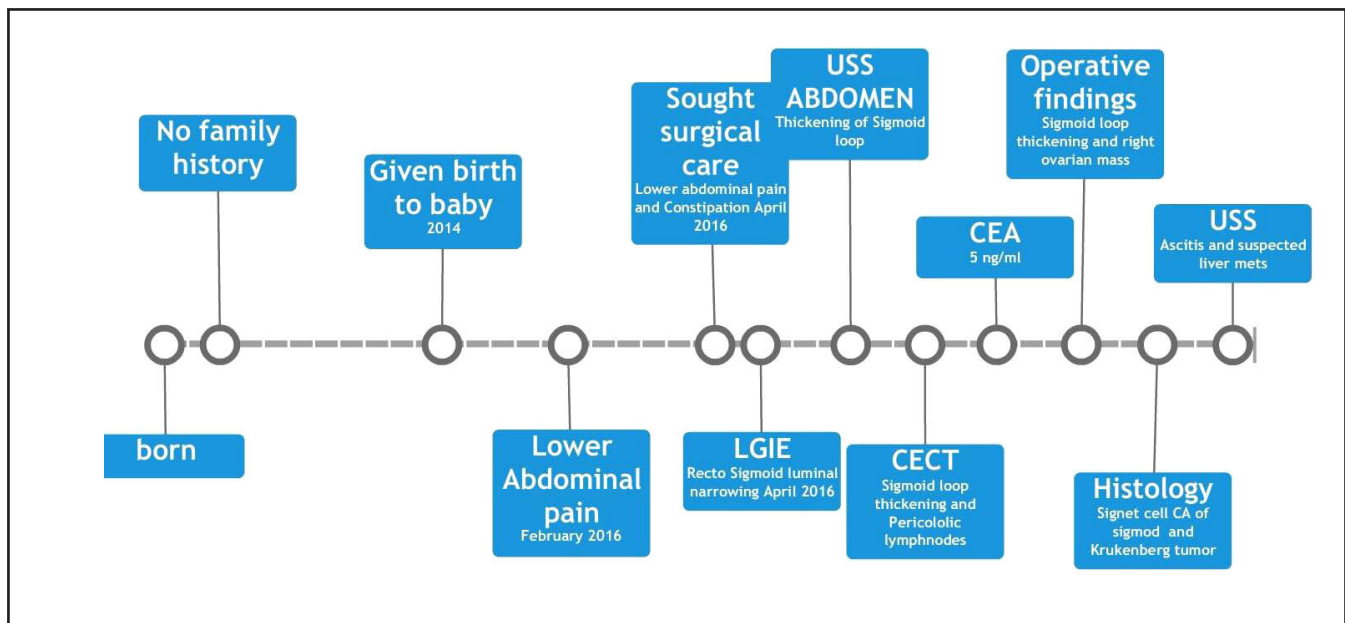 born
No family
history
Given birth
to baby
2014
Lower
Abdominal
pain
February 2016
Sought
surgical
care
Lower abdominal pain
and Constipation April
2016
LGIE
Recto Sigmoid luminal
narrowing April 2016
USS
ABDOMEN
Thickening of Sigmoid
loop
CECT
Sigmoid loop
thickening and
Pericololic
lymphnodes
CEA
5 ng/ml
Operative
findings
Sigmoid loop
thickening and right
ovarian mass
Histology
Signet cell CA of
sigmod and
Krukenberg tumor
USS
Ascitis and suspected
liver mets